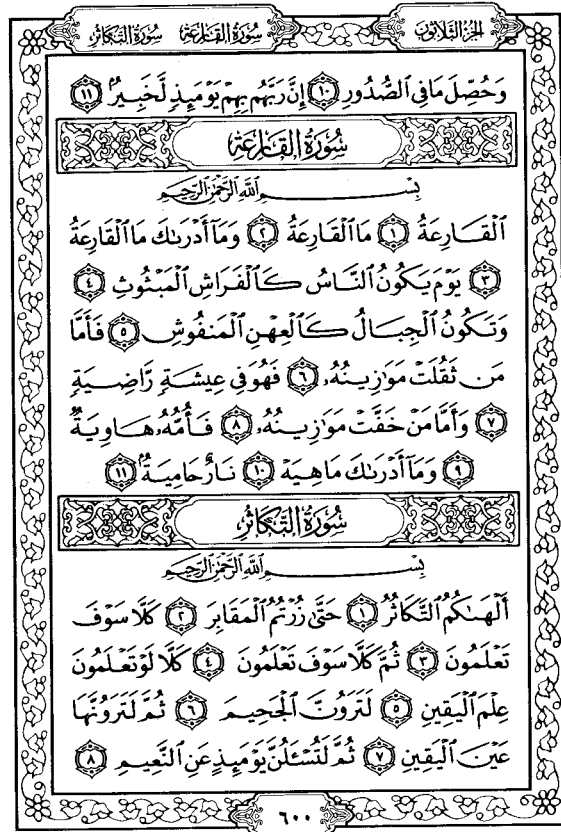 الجزء الثلاثون سورة القارعة سورة التكاثر
وَحُصِّلَ مَا فِي ٱلصُّدُورِ ١٠ إِنَّ رَبَّهُم بِهِمْ يَوْمَئِذٍ لَّخَبِيرٌۢ ١١
سُورَةُ القَارِعَةِ
بِسْمِ ٱللَّهِ ٱلرَّحْمَٰنِ ٱلرَّحِيمِ
ٱلْقَارِعَةُ ١ مَا ٱلْقَارِعَةُ ٢ وَمَآ أَدْرَىٰكَ مَا ٱلْقَارِعَةُ
٣ يَوْمَ يَكُونُ ٱلنَّاسُ كَٱلْفَرَاشِ ٱلْمَبْثُوثِ ٤
وَتَكُونُ ٱلْجِبَالُ كَٱلْعِهْنِ ٱلْمَنفُوشِ ٥ فَأَمَّا
مَن ثَقُلَتْ مَوَٰزِينُهُۥ ٦ فَهُوَ فِي عِيشَةٍ رَّاضِيَةٍ
٧ وَأَمَّا مَنْ خَفَّتْ مَوَٰزِينُهُۥ ٨ فَأُمُّهُۥ هَاوِيَةٌ
٩ وَمَآ أَدْرَىٰكَ مَا هِيَهْ ١٠ نَارٌ حَامِيَةٌۢ ١١
سُورَةُ التَّكَاثُرِ
بِسْمِ ٱللَّهِ ٱلرَّحْمَٰنِ ٱلرَّحِيمِ
أَلْهَىٰكُمُ ٱلتَّكَاثُرُ ١ حَتَّىٰ زُرْتُمُ ٱلْمَقَابِرَ ٢ كَلَّا سَوْفَ
تَعْلَمُونَ ٣ ثُمَّ كَلَّا سَوْفَ تَعْلَمُونَ ٤ كَلَّا لَوْ تَعْلَمُونَ
عِلْمَ ٱلْيَقِينِ ٥ لَتَرَوُنَّ ٱلْجَحِيمَ ٦ ثُمَّ لَتَرَوُنَّهَا
عَيْنَ ٱلْيَقِينِ ٧ ثُمَّ لَتُسْـَٔلُنَّ يَوْمَئِذٍ عَنِ ٱلنَّعِيمِ ٨
٦٠٠